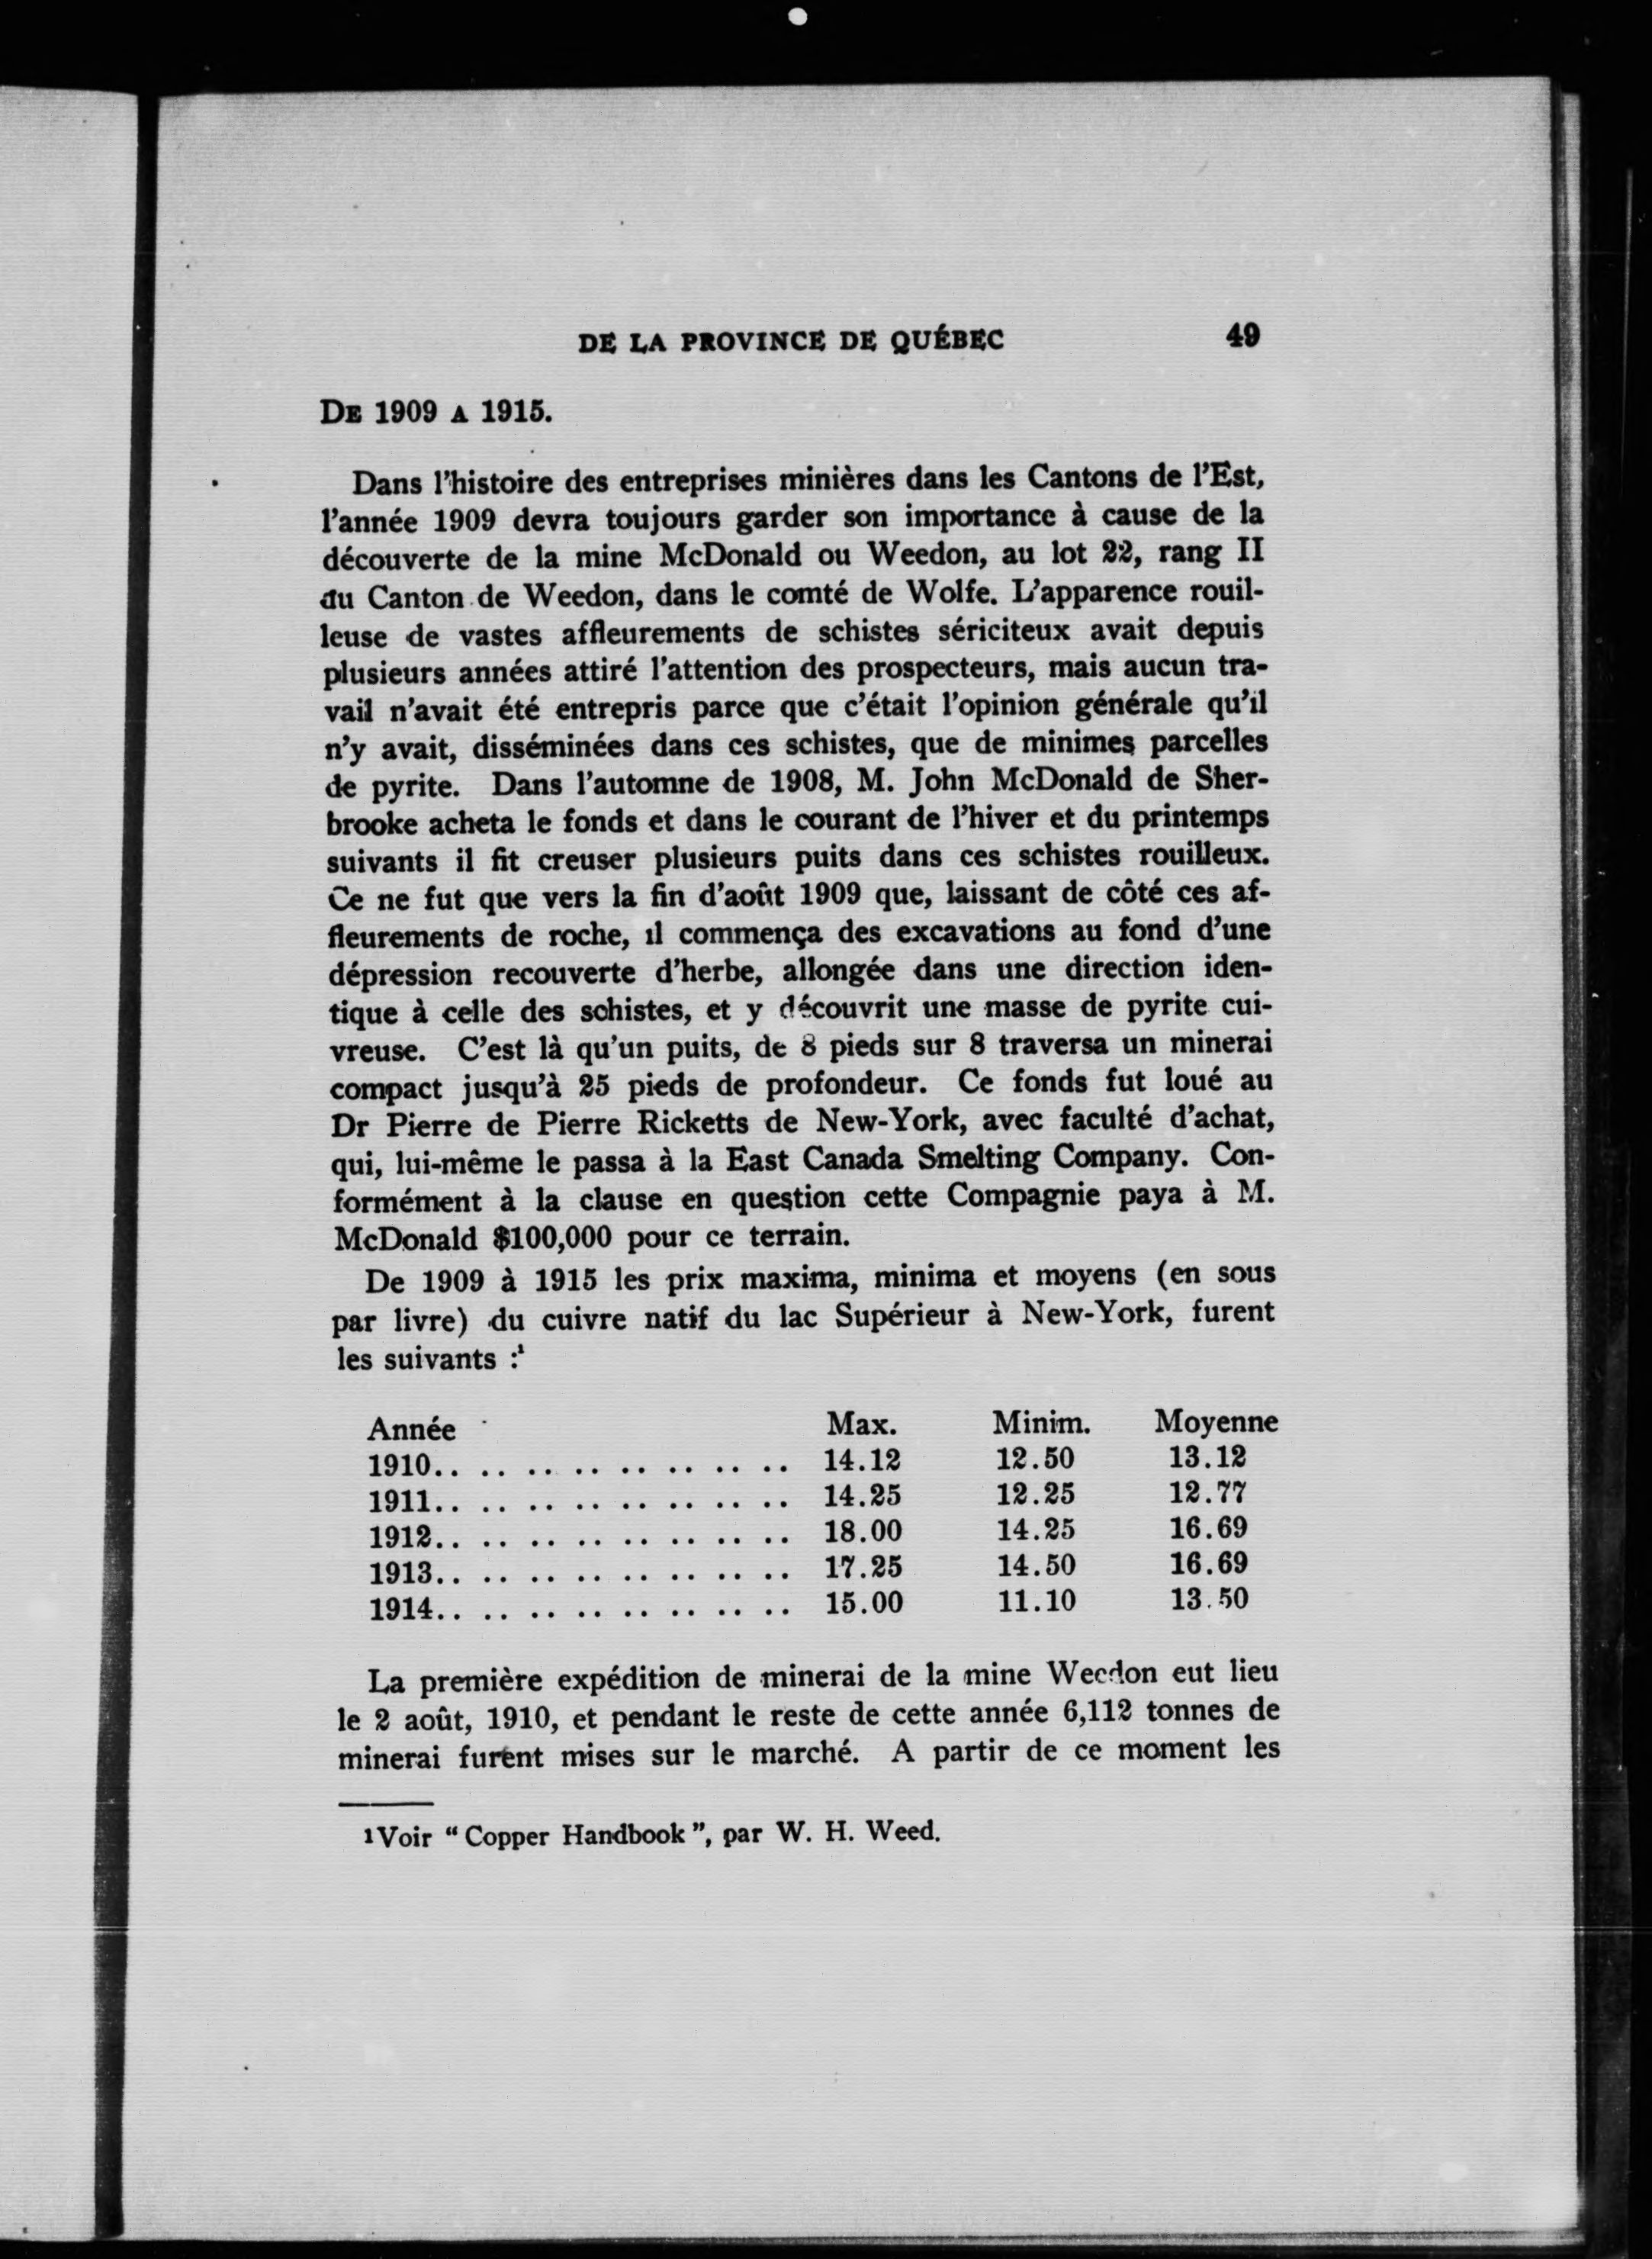 DE LA PROVINCE DE QUÉBEC 49
DE 1909 A 1915.
Dans l'histoire des entreprises minières dans les Cantons de l'Est,
l'année 1909 devra toujours garder son importance à cause de la
découverte de la mine McDonald ou Weedon, au lot 22, rang II
du Canton de Weedon, dans le comté de Wolfe. L'apparence rouil-
leuse de vastes affleurements de schistes sériciteux avait depuis
plusieurs années attiré l'attention des prospecteurs, mais aucun tra-
vail n'avait été entrepris parce que c'était l'opinion générale qu'il
n'y avait, disséminées dans ces schistes, que de minimes parcelles
de pyrite. Dans l'automne de 1908, M. John McDonald de Sher-
brooke acheta le fonds et dans le courant de l'hiver et du printemps
suivants il fit creuser plusieurs puits dans ces schistes rouilleux.
Ce ne fut que vers la fin d'août 1909 que, laissant de côté ces af-
fleurements de roche, il commença des excavations au fond d'une
dépression recouverte d'herbe, allongée dans une direction iden-
tique à celle des schistes, et y découvrit une masse de pyrite cui-
vreuse. C'est là qu'un puits, de 8 pieds sur 8 traversa un minerai
compact jusqu'à 25 pieds de profondeur. Ce fonds fut loué au
Dr Pierre de Pierre Ricketts de New-York, avec faculté d'achat,
qui, lui-même le passa à la East Canada Smelting Company. Con-
formément à la clause en question cette Compagnie paya à M.
McDonald $100,000 pour ce terrain.
De 1909 à 1915 les prix maxima, minima et moyens (en sous
par livre) du cuivre natif du lac Supérieur à New-York, furent
les suivants :¹
Année Max. Minim. Moyenne
1910.. .. .. .. .. .. .. .. 14.12 12.50 13.12
1911.. .. .. .. .. .. .. .. 14.25 12.25 12.77
1912.. .. .. .. .. .. .. .. 18.00 14.25 16.69
1913.. .. .. .. .. .. .. .. 17.25 14.50 16.69
1914.. .. .. .. .. .. .. .. 15.00 11.10 13.50
La première expédition de minerai de la mine Weedon eut lieu
le 2 août, 1910, et pendant le reste de cette année 6,112 tonnes de
minerai furent mises sur le marché. A partir de ce moment les
1 Voir “ Copper Handbook ”, par W. H. Weed.